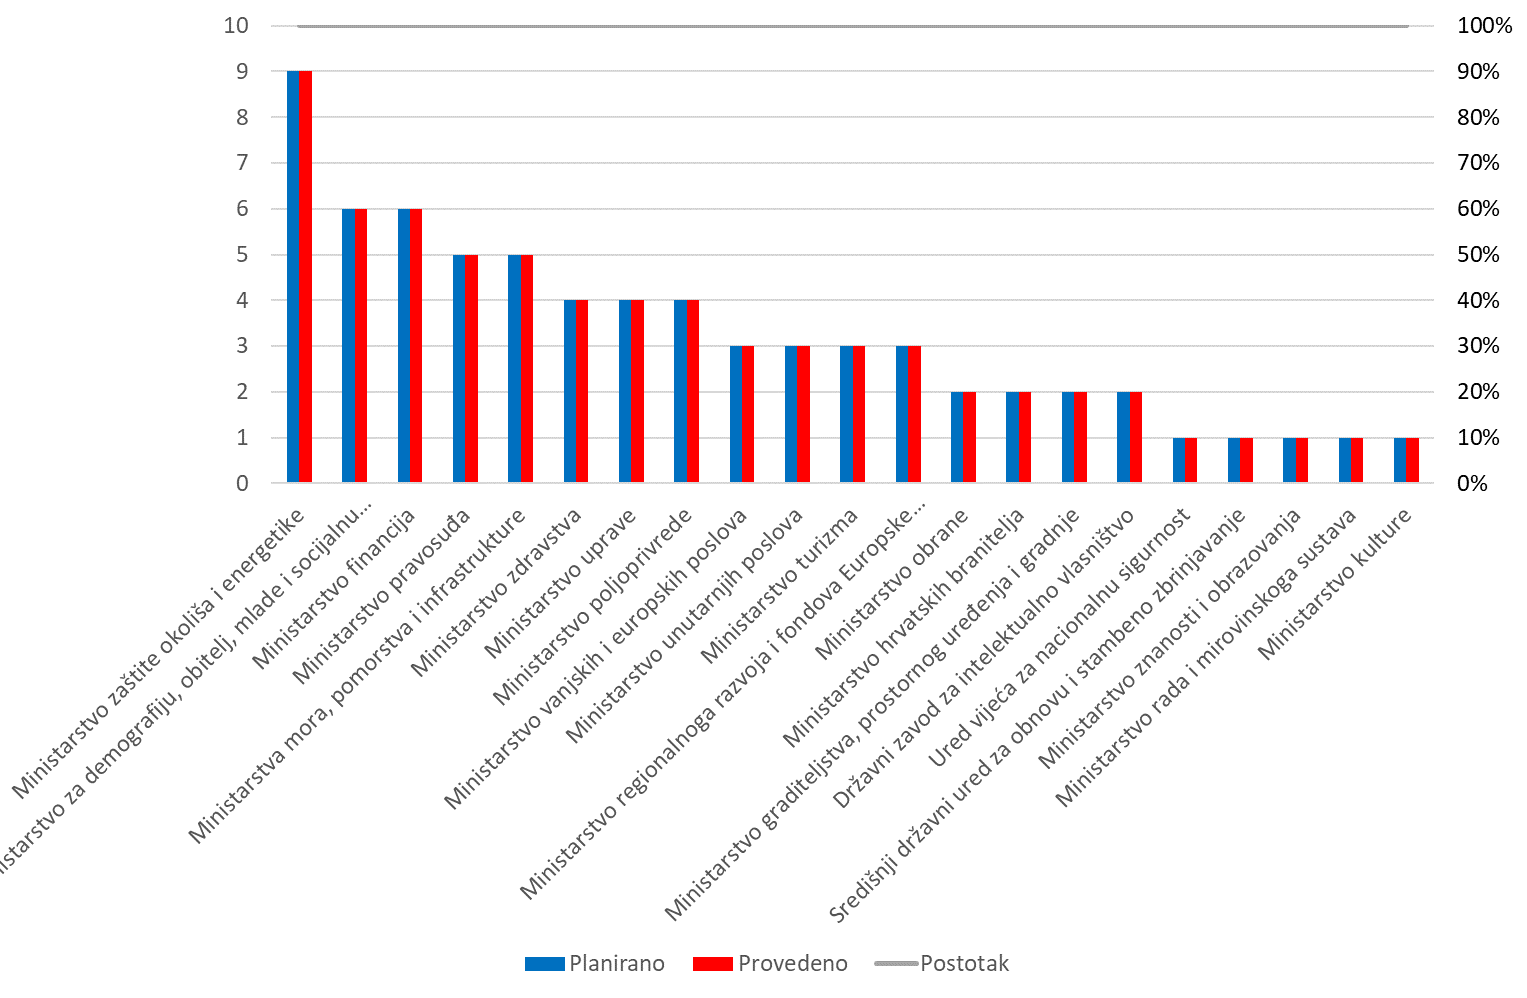 10
9
8
7
6
5
4
3
2
1
0
100%
90%
80%
70%
60%
50%
40%
30%
20%
10%
0%
Ministarstvo zaštite okoliša i energetike
istarstvo za demografiju, obitelj, mlade i socijalnu...
Ministarstvo financija
Ministarstvo pravosuđa
Ministarstva mora, pomorstva i infrastrukture
Ministarstvo zdravstva
Ministarstvo uprave
Ministarstvo poljoprivrede
Ministarstvo vanjskih i europskih poslova
Ministarstvo unutarnjih poslova
Ministarstvo turizma
Ministarstvo regionalnoga razvoja i fondova Europske...
Ministarstvo obrane
Ministarstvo hrvatskih branitelja
Ministarstvo graditeljstva, prostornog uređenja i gradnje
Državni zavod za intelektualno vlasništvo
Ured vijeća za nacionalnu sigurnost
Središnji državni ured za obnovu i stambeno zbrinjavanje
Ministarstvo znanosti i obrazovanja
Ministarstvo rada i mirovinskoga sustava
Ministarstvo kulture
Planirano
Provedeno
Postotak